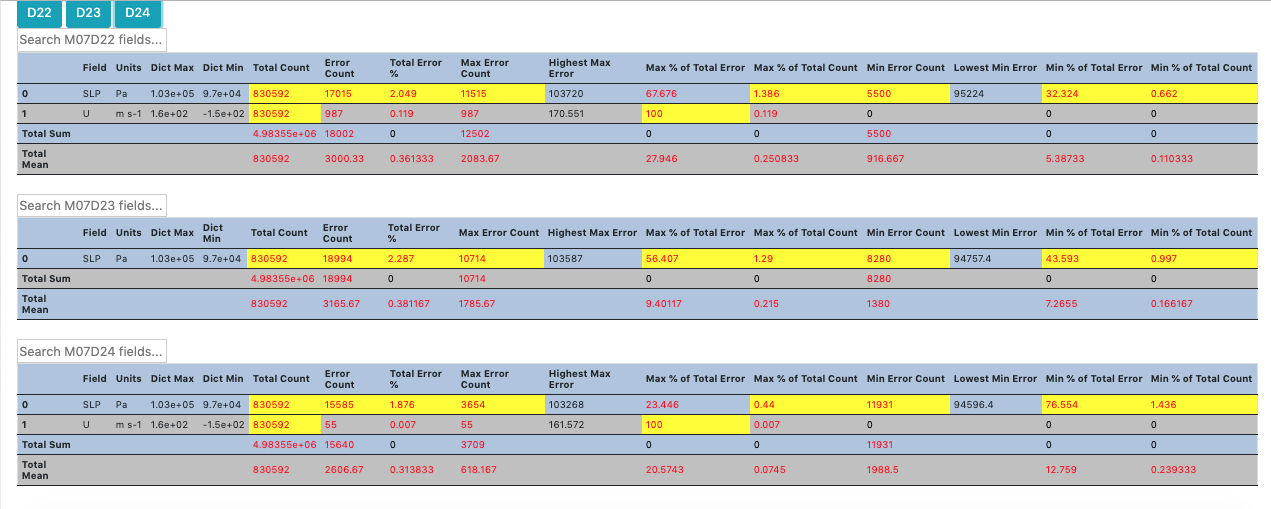 D22 D23 D24
Search M07D22 fields...
Field Units Dict Max Dict Min Total Count Error Count Total Error % Max Error Count Highest Max Error Max % of Total Error Max % of Total Count Min Error Count Lowest Min Error Min % of Total Error Min % of Total Count
0 SLP Pa 1.03e+05 9.7e+04 830592 17015 2.049 11515 103720 67.676 1.386 5500 95224 32.324 0.662
1 U m s-1 1.6e+02 -1.5e+02 830592 987 0.119 987 170.551 100 0.119 0 0 0
Total Sum 4.98355e+06 18002 0 12502 0 0 5500 0 0
Total Mean 830592 3000.33 0.361333 2083.67 27.946 0.250833 916.667 5.38733 0.110333
Search M07D23 fields...
Field Units Dict Max Dict Min Total Count Error Count Total Error % Max Error Count Highest Max Error Max % of Total Error Max % of Total Count Min Error Count Lowest Min Error Min % of Total Error Min % of Total Count
0 SLP Pa 1.03e+05 9.7e+04 830592 18994 2.287 10714 103587 56.407 1.29 8280 94757.4 43.593 0.997
Total Sum 4.98355e+06 18994 0 10714 0 0 8280 0 0
Total Mean 830592 3165.67 0.381167 1785.67 9.40117 0.215 1380 7.2655 0.166167
Search M07D24 fields...
Field Units Dict Max Dict Min Total Count Error Count Total Error % Max Error Count Highest Max Error Max % of Total Error Max % of Total Count Min Error Count Lowest Min Error Min % of Total Error Min % of Total Count
0 SLP Pa 1.03e+05 9.7e+04 830592 15585 1.876 3654 103268 23.446 0.44 11931 94596.4 76.554 1.436
1 U m s-1 1.6e+02 -1.5e+02 830592 55 0.007 55 161.572 100 0.007 0 0 0
Total Sum 4.98355e+06 15640 0 3709 0 0 11931 0 0
Total Mean 830592 2606.67 0.313833 618.167 20.5743 0.0745 1988.5 12.759 0.239333